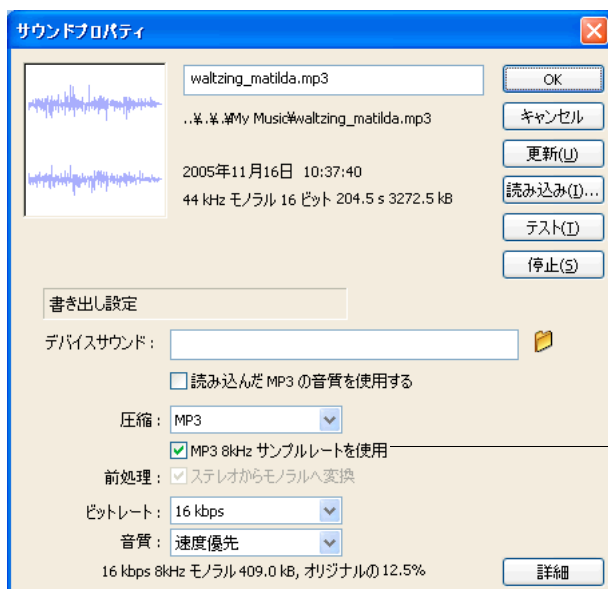 サウンドプロパティ
waltzing_matilda.mp3
..¥.¥.¥My Music¥waltzing_matilda.mp3
2005年11月16日 10:37:40
44 kHz モノラル 16 ビット 204.5 s 3272.5 kB
OK
キャンセル
更新(U)
読み込み(I)...
テスト(T)
停止(S)
書き出し設定
デバイスサウンド:
読み込んだ MP3 の音質を使用する
圧縮: MP3
MP3 8kHz サンプルレートを使用
前処理: ステレオからモノラルへ変換
ビットレート: 16 kbps
音質: 速度優先
16 kbps 8kHz モノラル 409.0 kB, オリジナルの 12.5%
詳細